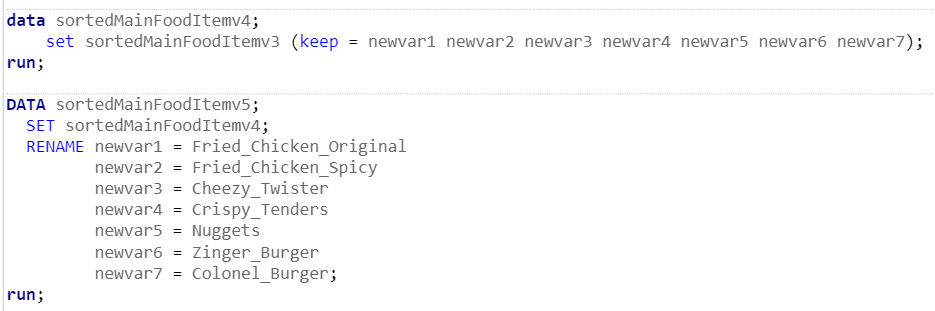 data sortedMainFoodItemv4;
    set sortedMainFoodItemv3 (keep = newvar1 newvar2 newvar3 newvar4 newvar5 newvar6 newvar7);
run;
DATA sortedMainFoodItemv5;
  SET sortedMainFoodItemv4;
  RENAME newvar1 = Fried_Chicken_Original
         newvar2 = Fried_Chicken_Spicy
         newvar3 = Cheezy_Twister
         newvar4 = Crispy_Tenders
         newvar5 = Nuggets
         newvar6 = Zinger_Burger
         newvar7 = Colonel_Burger;
run;